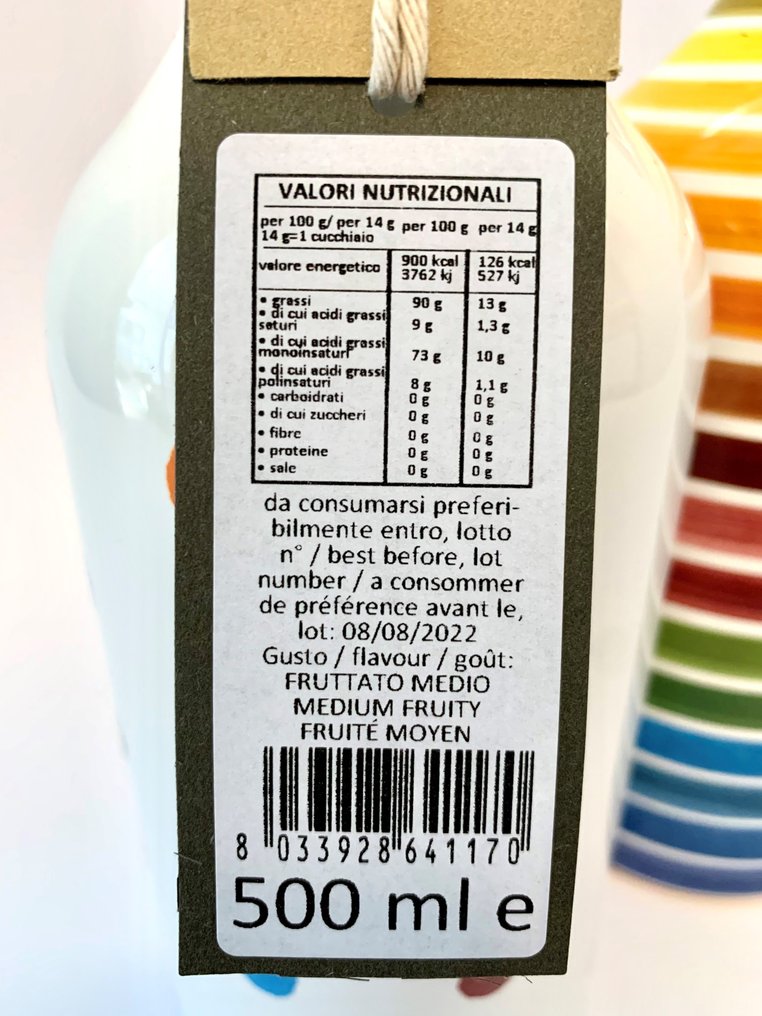 VALORI NUTRIZIONALI
per 100 g/ per 14 g per 100 g per 14 g
14 g=1 cucchiaio
valore energetico 900 kcal 126 kcal
3762 kj 527 kj
• grassi 90 g 13 g
• di cui acidi grassi
saturi 9 g 1,3 g
• di cui acidi grassi
monoinsaturi 73 g 10 g
• di cui acidi grassi
polinsaturi 8 g 1,1 g
• carboidrati 0 g 0 g
• di cui zuccheri 0 g 0 g
• fibre 0 g 0 g
• proteine 0 g 0 g
• sale 0 g 0 g
da consumarsi preferi-
bilmente entro, lotto
n° / best before, lot
number / a consommer
de préférence avant le,
lot: 08/08/2022
Gusto / flavour / goût:
FRUTTATO MEDIO
MEDIUM FRUITY
FRUITÉ MOYEN
8 033928 641170
500 ml e